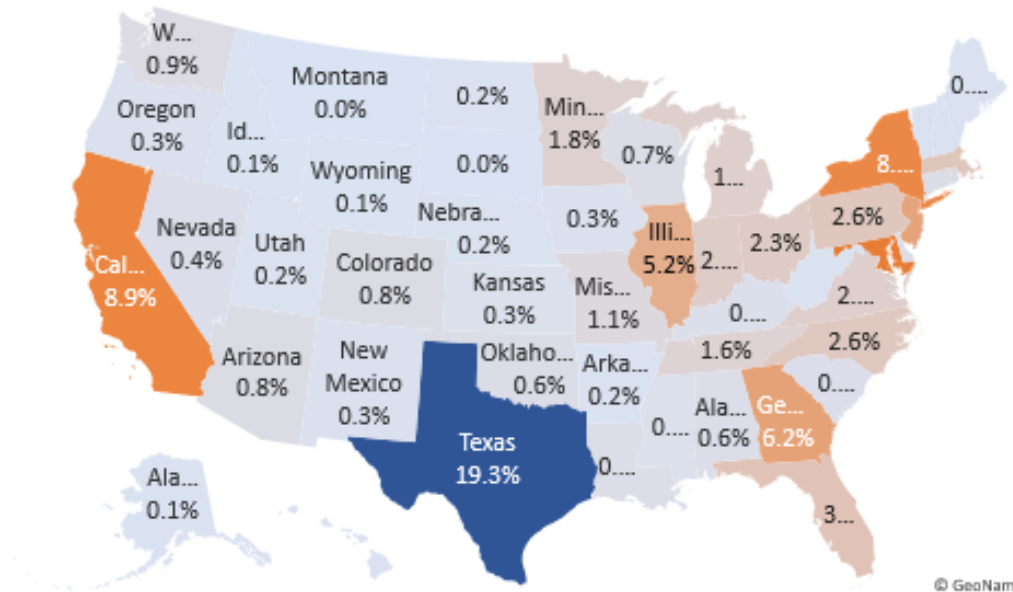 W...
0.9%
Montana
0.0%
0.2%
Min...
1.8%
0....
Oregon
0.3%
Id...
0.1%
Wyoming
0.1%
0.0%
0.7%
1...
8....
Nevada
0.4%
Utah
0.2%
Nebra...
0.2%
0.3%
Illi...
5.2%
2....
2.3%
2.6%
Cal...
8.9%
Colorado
0.8%
Kansas
0.3%
Mis...
1.1%
0....
2....
Arizona
0.8%
New
Mexico
0.3%
Oklaho...
0.6%
Arka...
0.2%
1.6%
2.6%
Texas
19.3%
0....
0....
Ala...
0.6%
Ge...
6.2%
0....
Ala...
0.1%
3...
© GeoNam